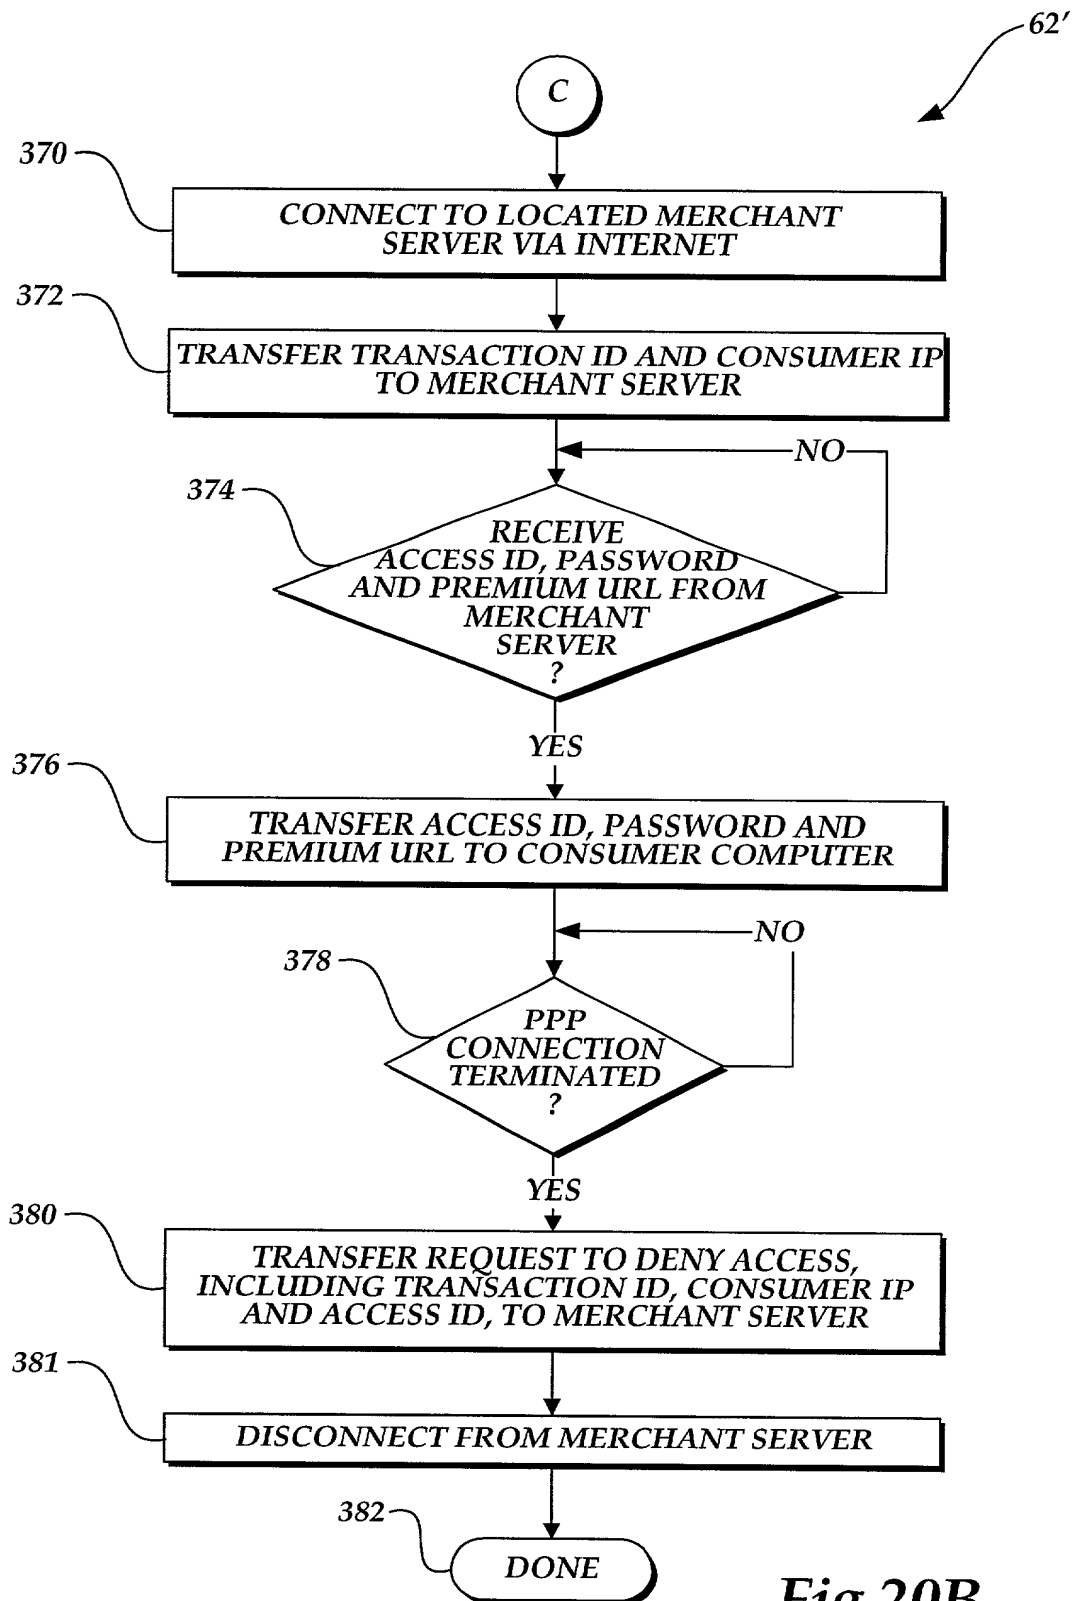 62'
C
370
CONNECT TO LOCATED MERCHANT
SERVER VIA INTERNET
372
TRANSFER TRANSACTION ID AND CONSUMER IP
TO MERCHANT SERVER
NO
374
RECEIVE
ACCESS ID, PASSWORD
AND PREMIUM URL FROM
MERCHANT
SERVER
?
YES
376
TRANSFER ACCESS ID, PASSWORD AND
PREMIUM URL TO CONSUMER COMPUTER
NO
378
PPP
CONNECTION
TERMINATED
?
YES
380
TRANSFER REQUEST TO DENY ACCESS,
INCLUDING TRANSACTION ID, CONSUMER IP
AND ACCESS ID, TO MERCHANT SERVER
381
DISCONNECT FROM MERCHANT SERVER
382
DONE
Fig.20B